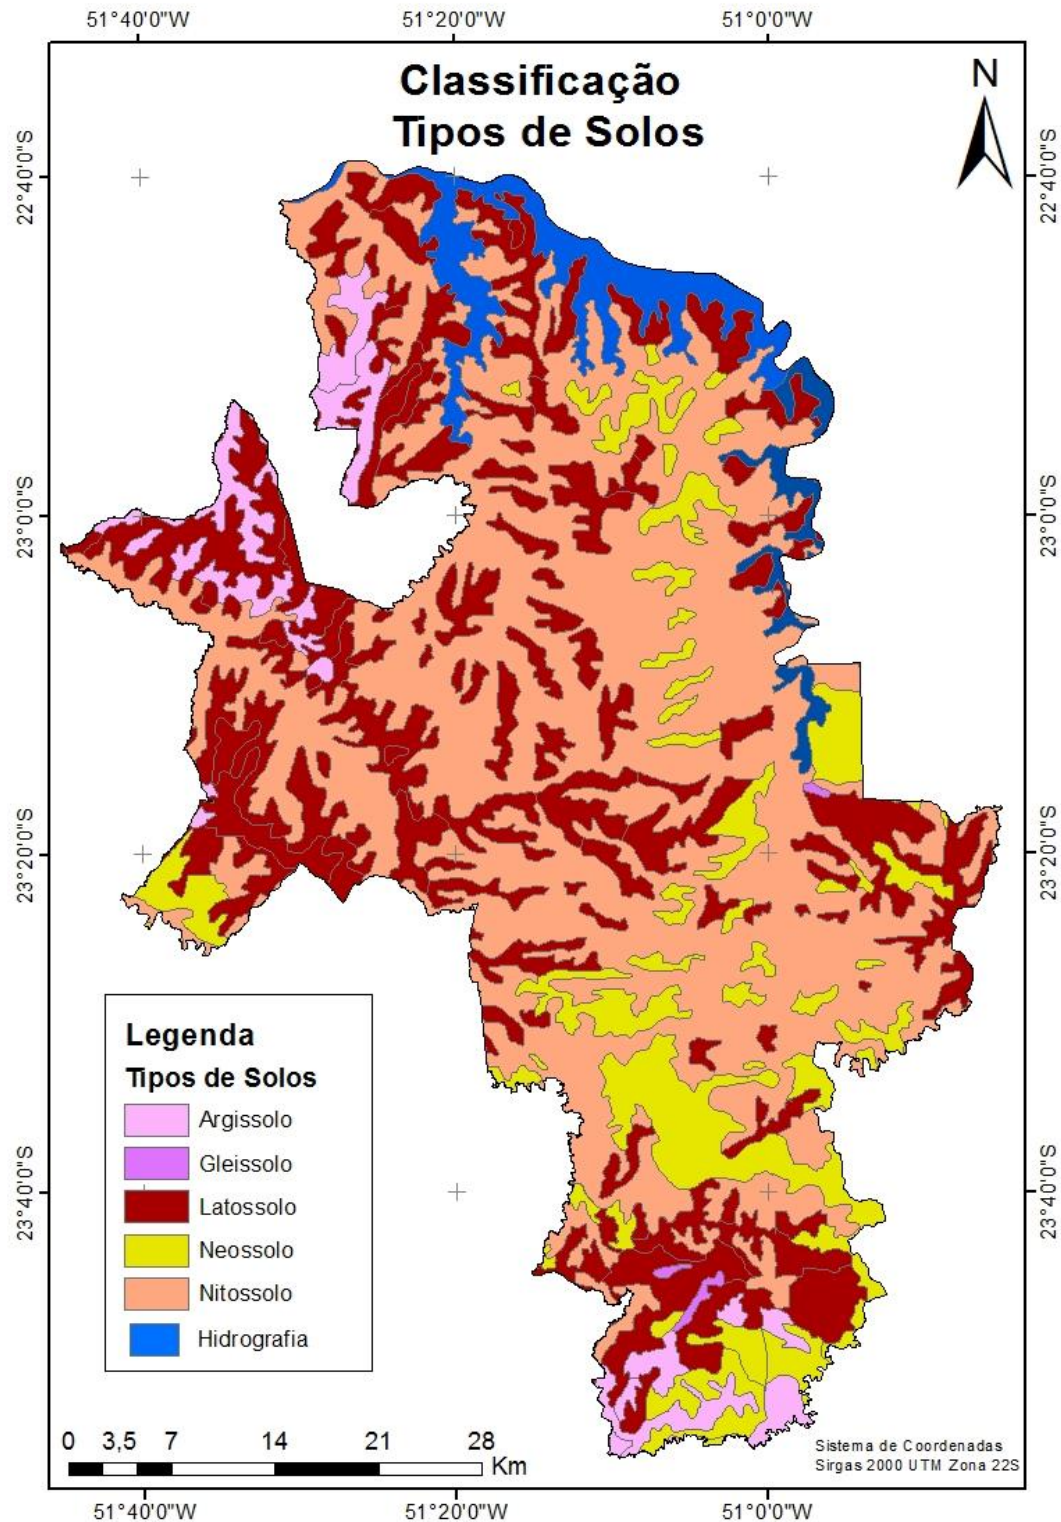 51°40'0"W 51°20'0"W 51°0'0"W
Classificação
Tipos de Solos
N
22°40'0"S 22°40'0"S
23°0'0"S 23°0'0"S
23°20'0"S 23°20'0"S
23°40'0"S 23°40'0"S
Legenda
Tipos de Solos
Argissolo
Gleissolo
Latossolo
Neossolo
Nitossolo
Hidrografia
0 3,5 7 14 21 28
Km
Sistema de Coordenadas
Sirgas 2000 UTM Zona 22S
51°40'0"W 51°20'0"W 51°0'0"W